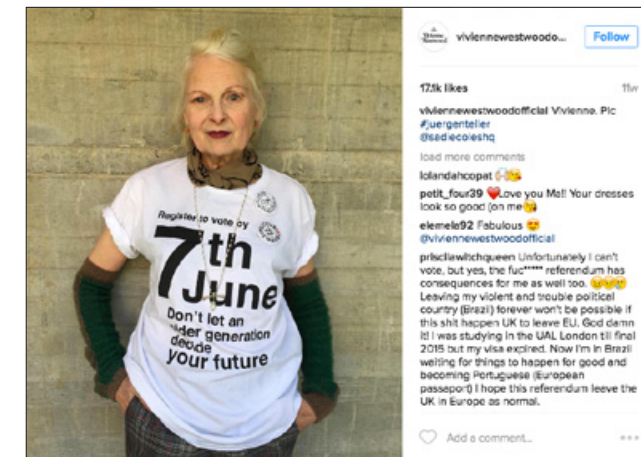 viviennewestwoodo...
Follow
17.1k likes
11w
viviennewestwoodofficial Vivienne. Pic
#juergenteller
@sadiecoleshq
load more comments
lolandahcopat
petit_four39 ❤️Love you Ma!! Your dresses
look so good (on me😘
elemela92 Fabulous 😍
@viviennewestwoodofficial
priscilawitchqueen Unfortunately I can't
vote, but yes, the fuc***** referendum has
consequences for me as well too.
Leaving my violent and trouble political
country (Brazil) forever won't be possible if
this shit happen UK to leave EU. God damn
it! I was studying in the UAL London till final
2015 but my visa expired. Now I'm in Brazil
waiting for things to happen for good and
becoming Portuguese (European
passaport) I hope this referendum leave the
UK in Europe as normal.
Add a comment...
Register to vote by
7th
June
Don't let an
older generation
decide
your future